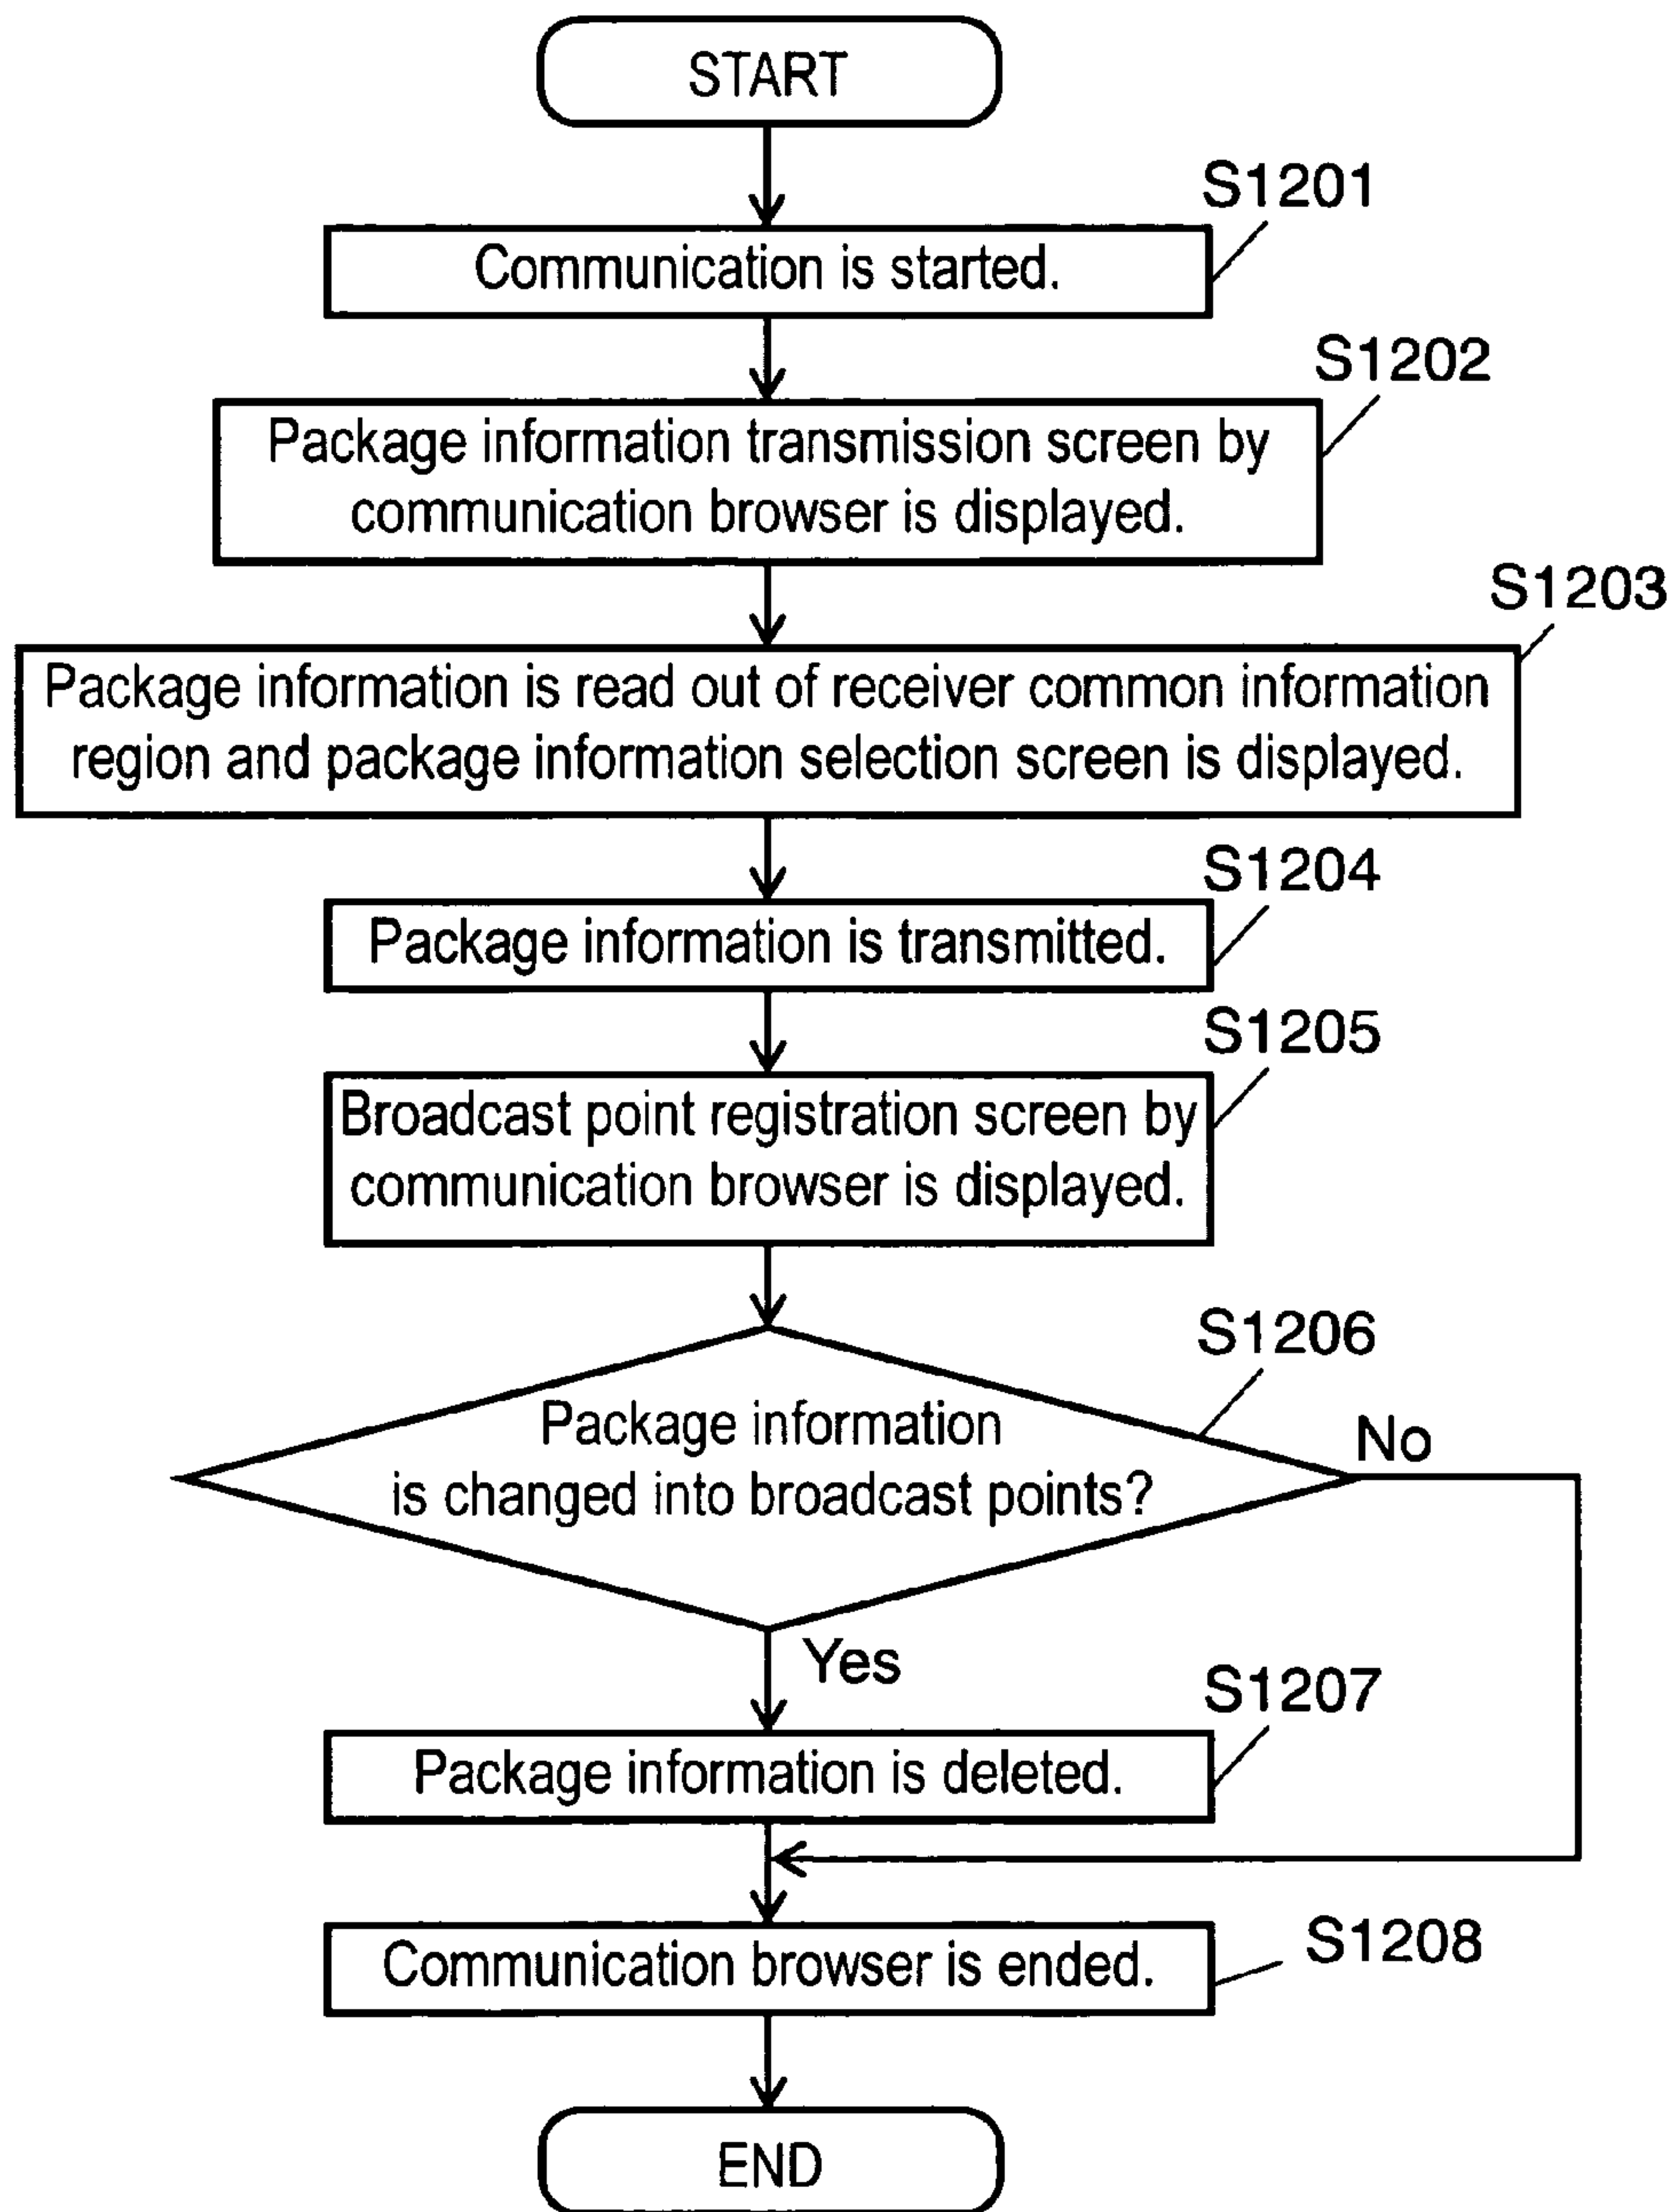 START
S1201
Communication is started.
S1202
Package information transmission screen by
communication browser is displayed.
S1203
Package information is read out of receiver common information
region and package information selection screen is displayed.
S1204
Package information is transmitted.
S1205
Broadcast point registration screen by
communication browser is displayed.
S1206
Package information
is changed into broadcast points?
No
Yes
S1207
Package information is deleted.
S1208
Communication browser is ended.
END